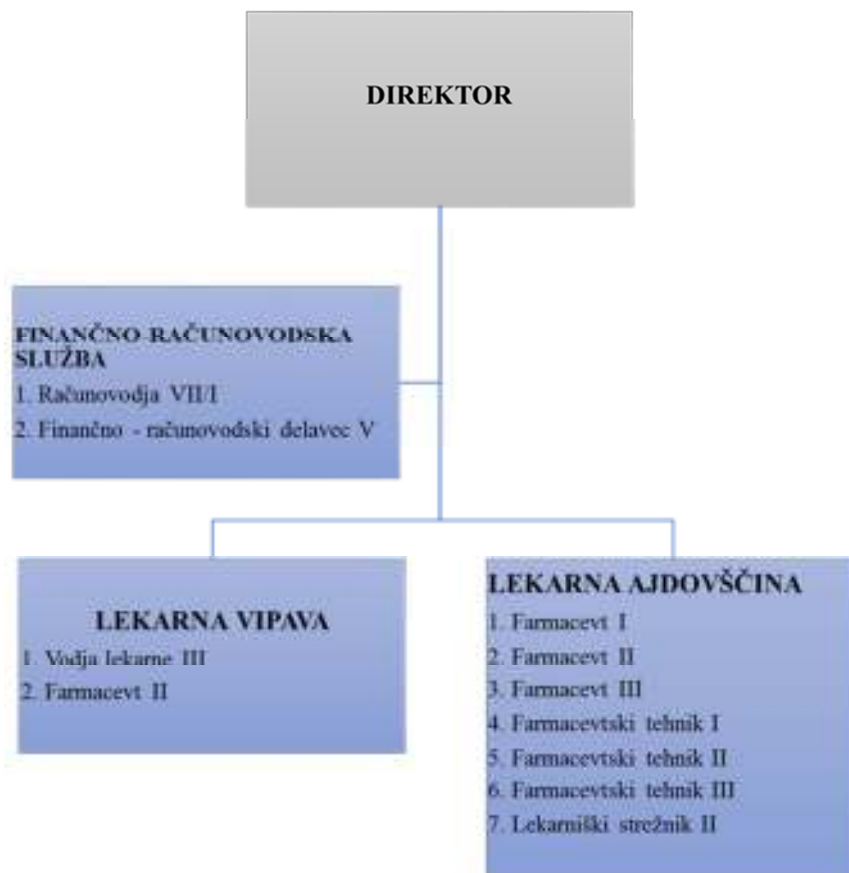 DIREKTOR
FINANČNO-RAČUNOVODSKA
SLUŽBA
1. Računovodja VII/I
2. Finančno - računovodski delavec V
LEKARNA VIPAVA
1. Vodja lekarne III
2. Farmacevt II
LEKARNA AJDOVŠČINA
1. Farmacevt I
2. Farmacevt II
3. Farmacevt III
4. Farmacevtski tehnik I
5. Farmacevtski tehnik II
6. Farmacevtski tehnik III
7. Lekarniški strežnik II